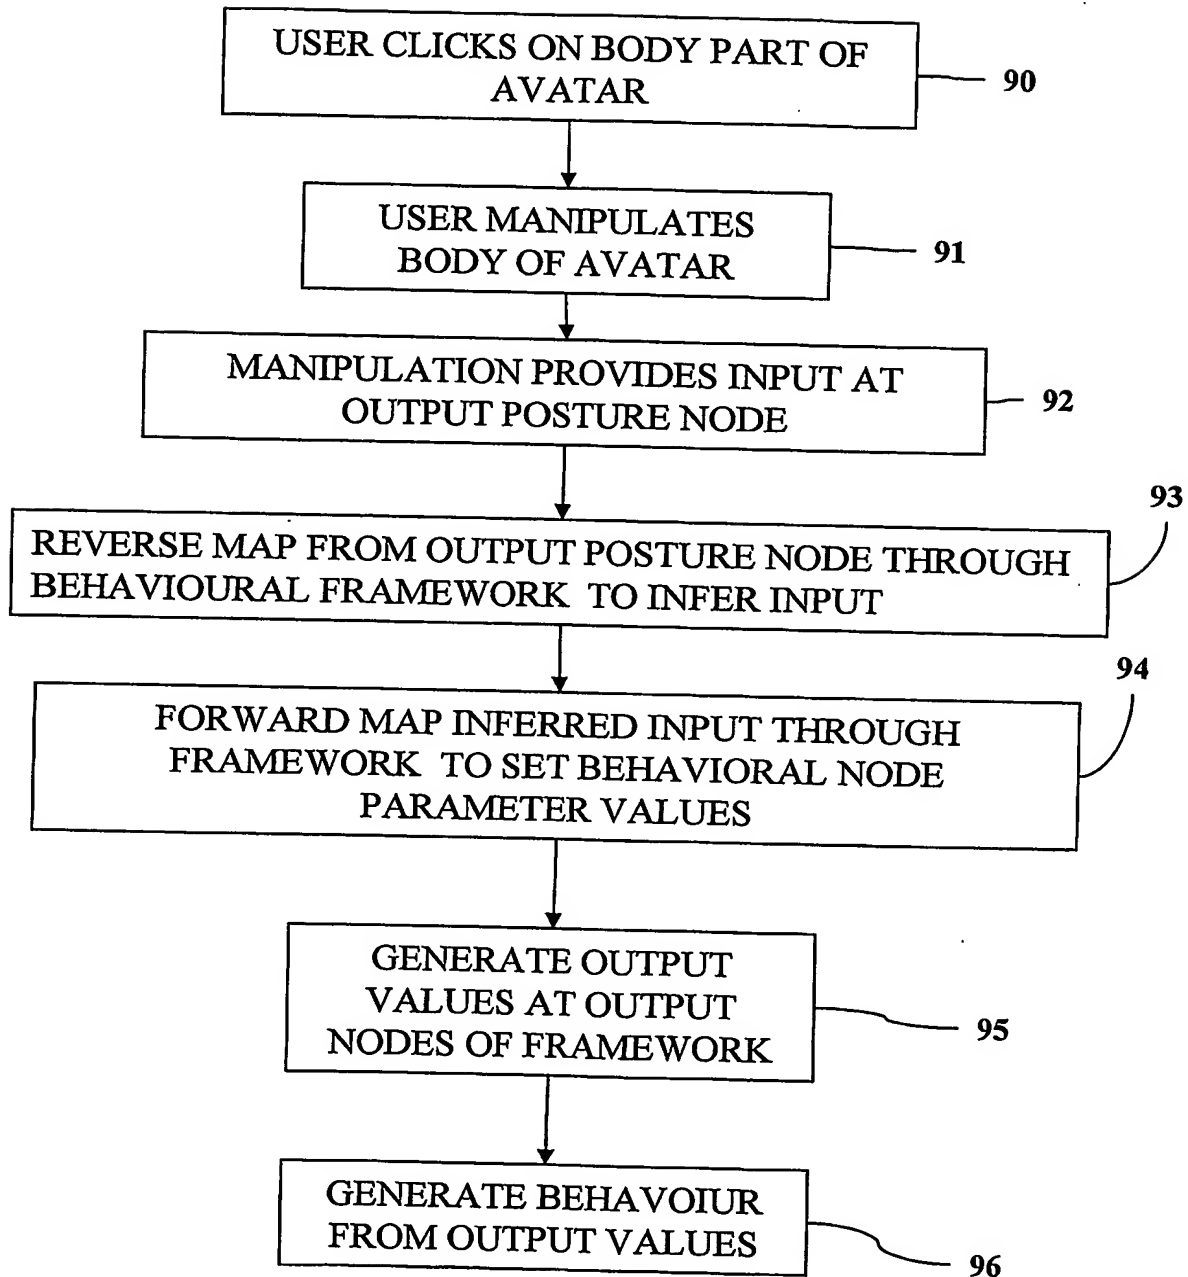 USER CLICKS ON BODY PART OF
AVATAR
90
USER MANIPULATES
BODY OF AVATAR
91
MANIPULATION PROVIDES INPUT AT
OUTPUT POSTURE NODE
92
93
REVERSE MAP FROM OUTPUT POSTURE NODE THROUGH
BEHAVIOURAL FRAMEWORK TO INFER INPUT
94
FORWARD MAP INFERRED INPUT THROUGH
FRAMEWORK TO SET BEHAVIORAL NODE
PARAMETER VALUES
GENERATE OUTPUT
VALUES AT OUTPUT
NODES OF FRAMEWORK
95
GENERATE BEHAVOIUR
FROM OUTPUT VALUES
96